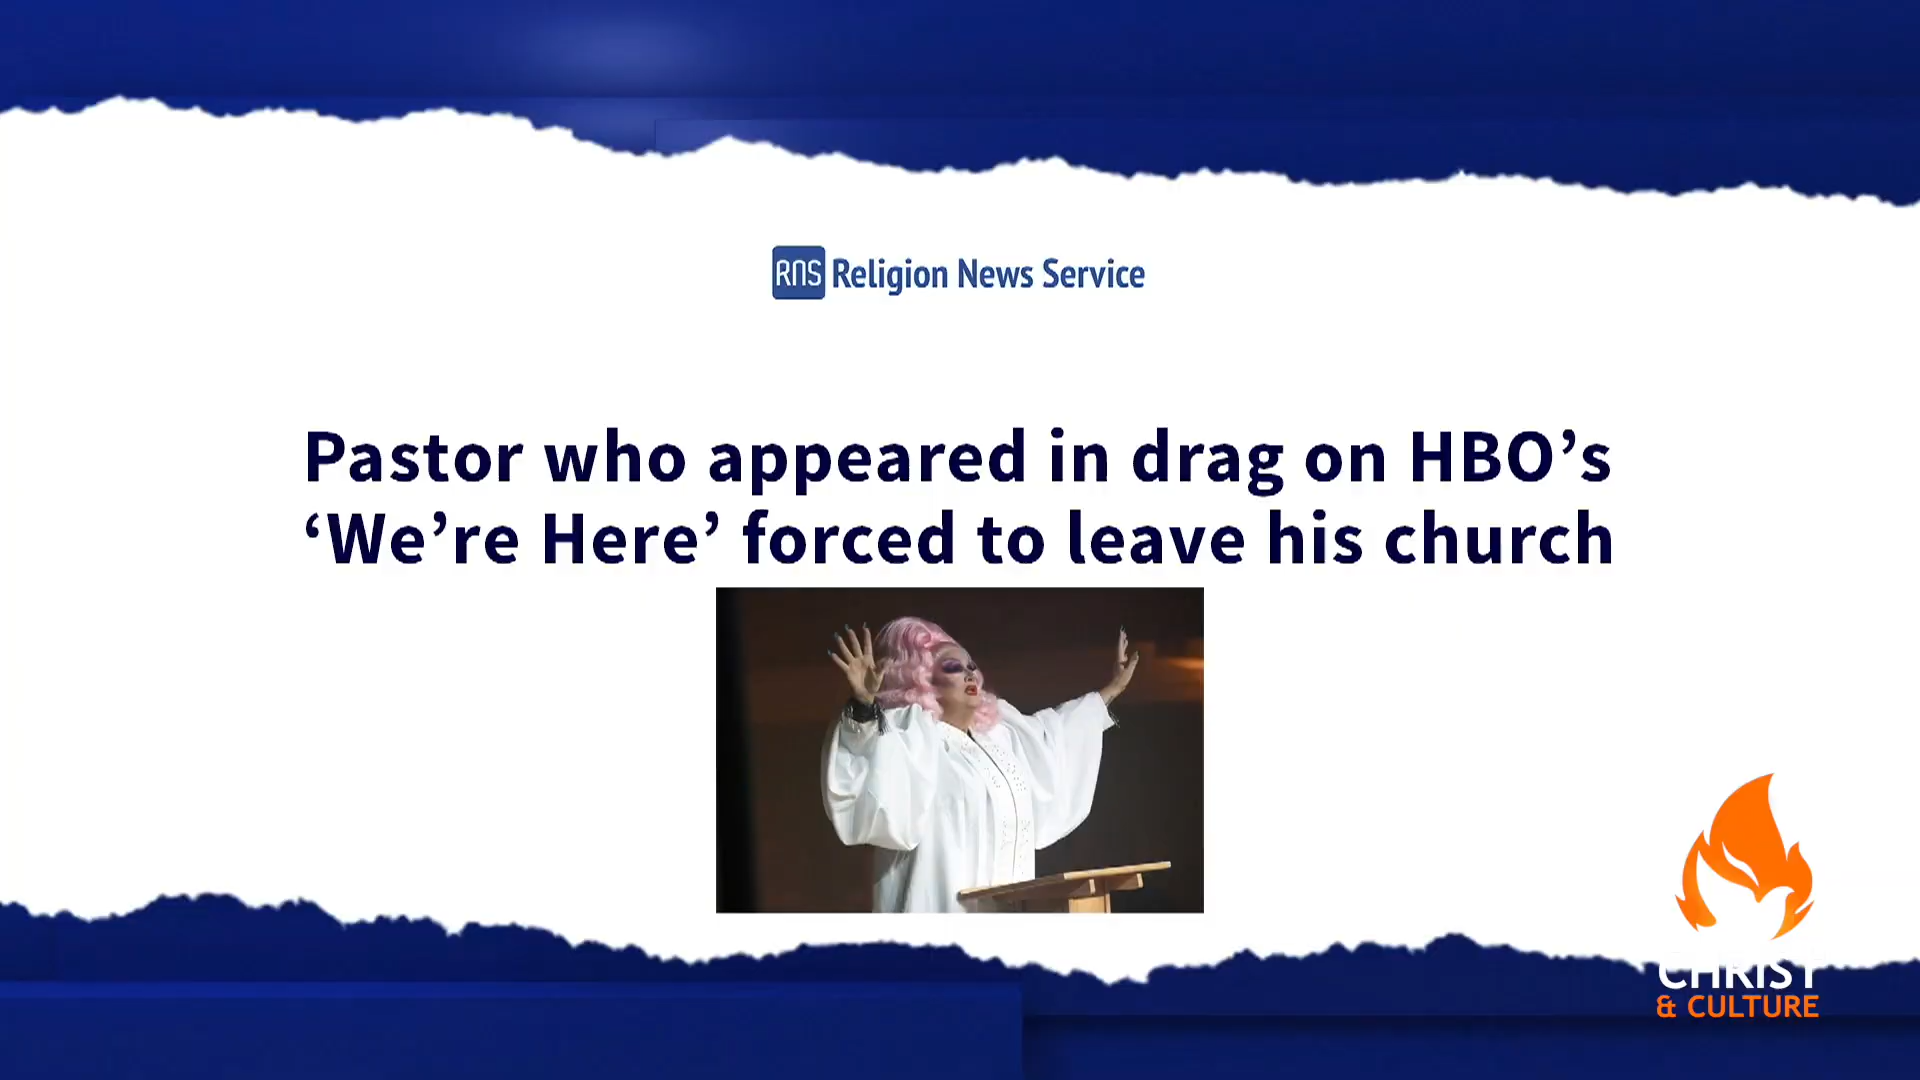 RNS Religion News Service
Pastor who appeared in drag on HBO’s
‘We’re Here’ forced to leave his church
CHRIST
& CULTURE